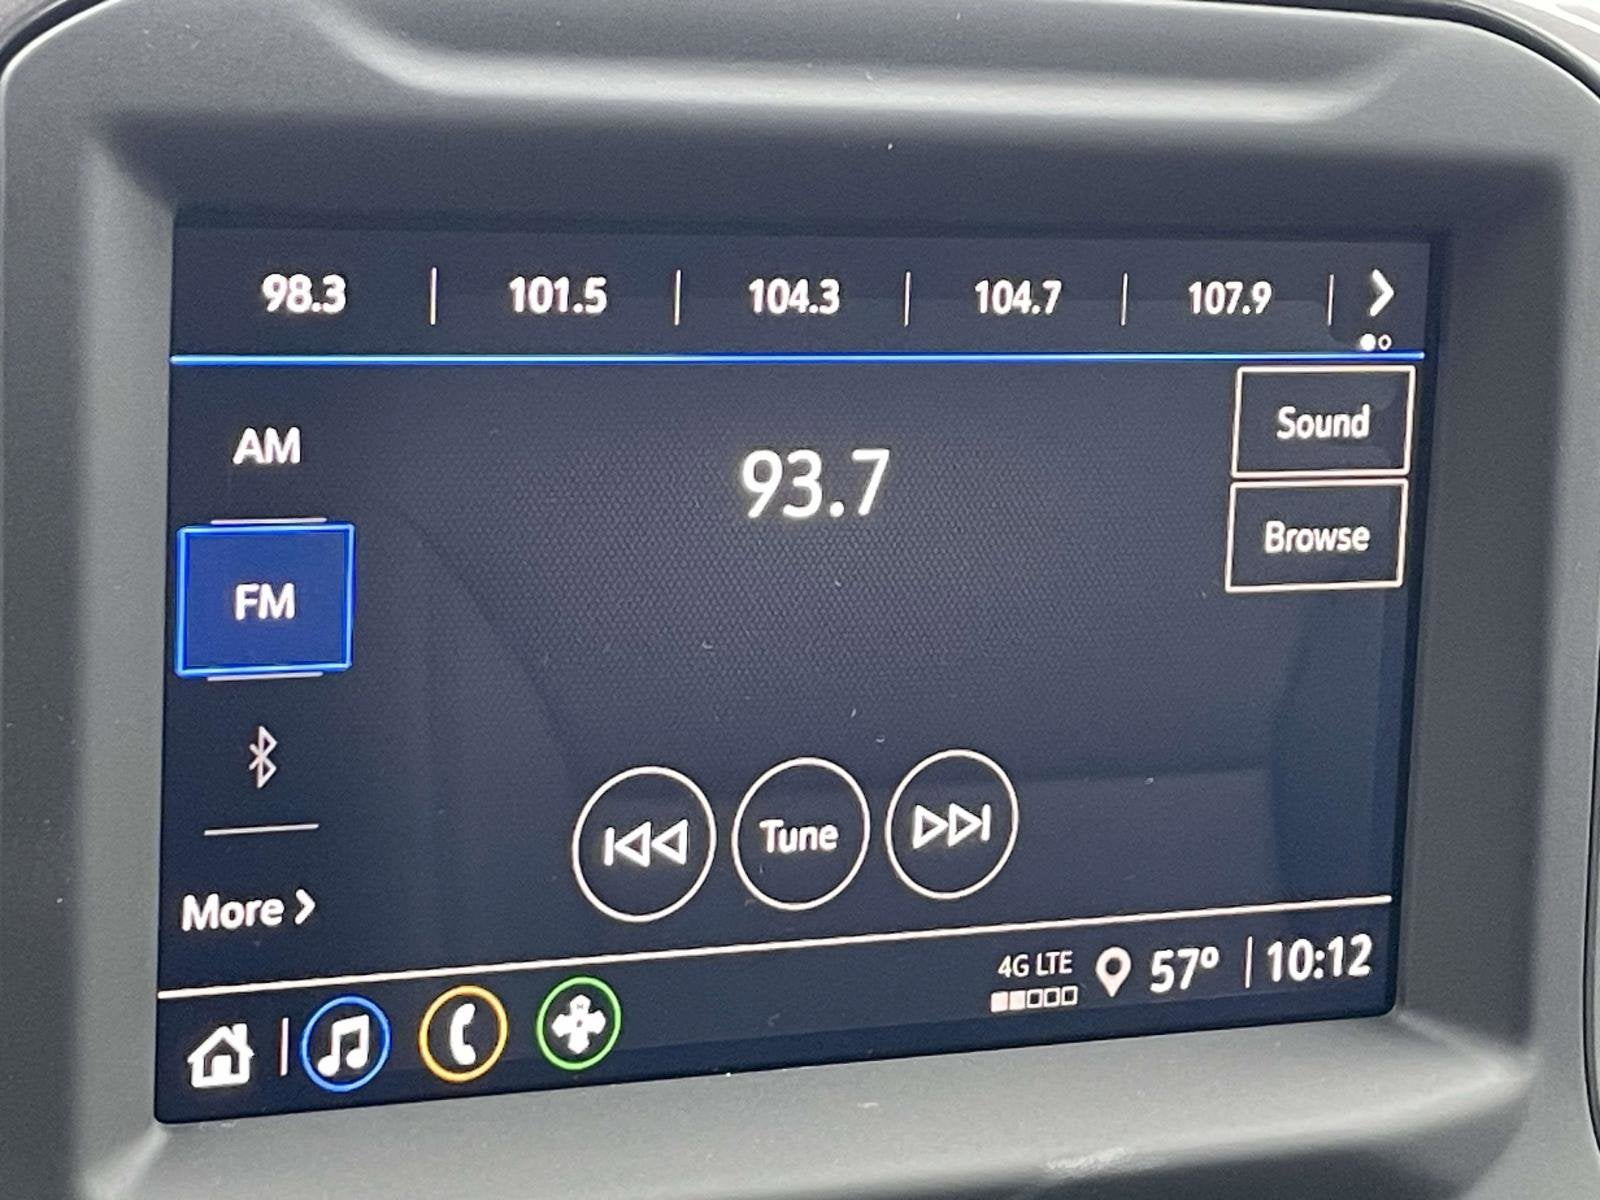 98.3 101.5 104.3 104.7 107.9
Sound
AM
93.7
Browse
FM
Tune
More
4G LTE 57° 10:12